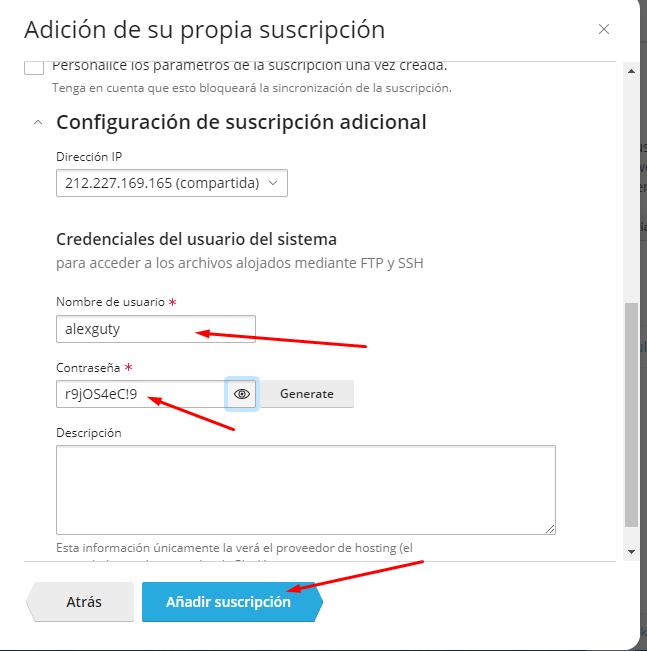 Adición de su propia suscripción
Personalice los parámetros de la suscripción una vez creada.
Tenga en cuenta que esto bloqueará la sincronización de la suscripción.
Configuración de suscripción adicional
Dirección IP
212.227.169.165 (compartida)
Credenciales del usuario del sistema
para acceder a los archivos alojados mediante FTP y SSH
Nombre de usuario *
alexguty
Contraseña *
r9jOS4eC!9
Generate
Descripción
Esta información únicamente la verá el proveedor de hosting (el
Atrás
Añadir suscripción